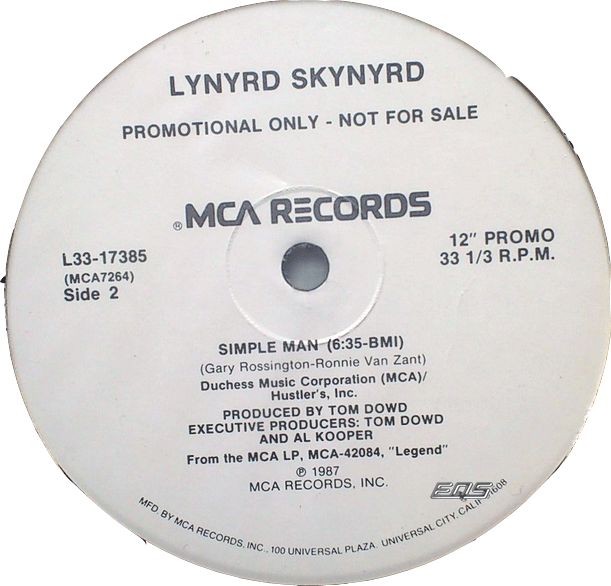 LYNYRD SKYNYRD
PROMOTIONAL ONLY - NOT FOR SALE
® MCA RECORDS
L33-17385
(MCA7264)
Side 2
12" PROMO
33 1/3 R.P.M.
SIMPLE MAN (6:35-BMI)
(Gary Rossington-Ronnie Van Zant)
Duchess Music Corporation (MCA)/
Hustler's, Inc.
PRODUCED BY TOM DOWD
EXECUTIVE PRODUCERS: TOM DOWD
AND AL KOOPER
From the MCA LP, MCA-42084, "Legend"
℗ 1987
MCA RECORDS, INC.
EQS
MFD. BY MCA RECORDS, INC., 100 UNIVERSAL PLAZA, UNIVERSAL CITY, CALIF. 91608